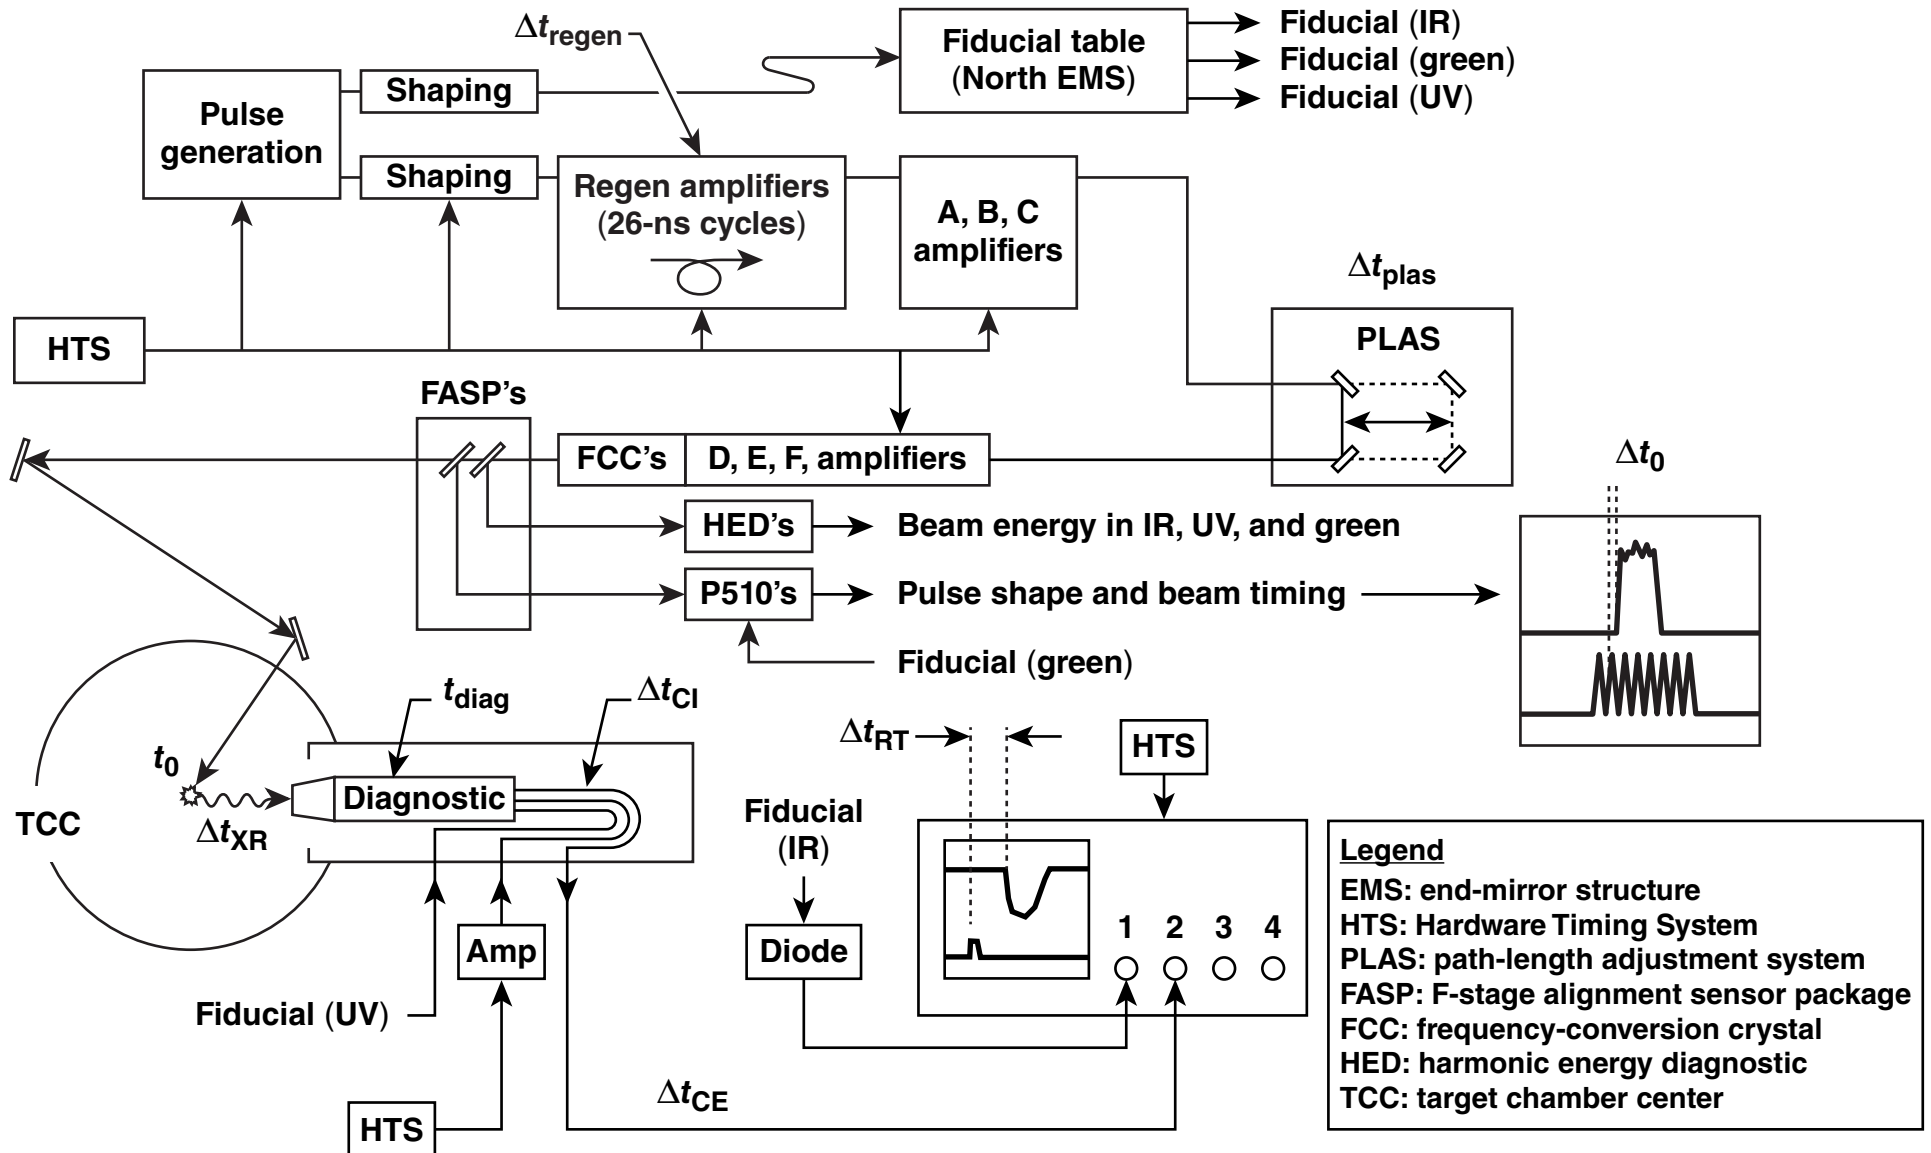 Δtregen
Fiducial table
(North EMS)
Fiducial (IR)
Fiducial (green)
Fiducial (UV)
Pulse
generation
Shaping
Shaping
Regen amplifiers
(26-ns cycles)
A, B, C
amplifiers
Δtplas
PLAS
HTS
FASP's
FCC's
D, E, F, amplifiers
Δt0
HED's
Beam energy in IR, UV, and green
P510's
Pulse shape and beam timing
Fiducial (green)
tdiag
ΔtCI
t0
TCC
ΔtXR
Diagnostic
ΔtRT
HTS
Fiducial
(IR)
Diode
1 2 3 4
Amp
Fiducial (UV)
HTS
ΔtCE
Legend
EMS: end-mirror structure
HTS: Hardware Timing System
PLAS: path-length adjustment system
FASP: F-stage alignment sensor package
FCC: frequency-conversion crystal
HED: harmonic energy diagnostic
TCC: target chamber center